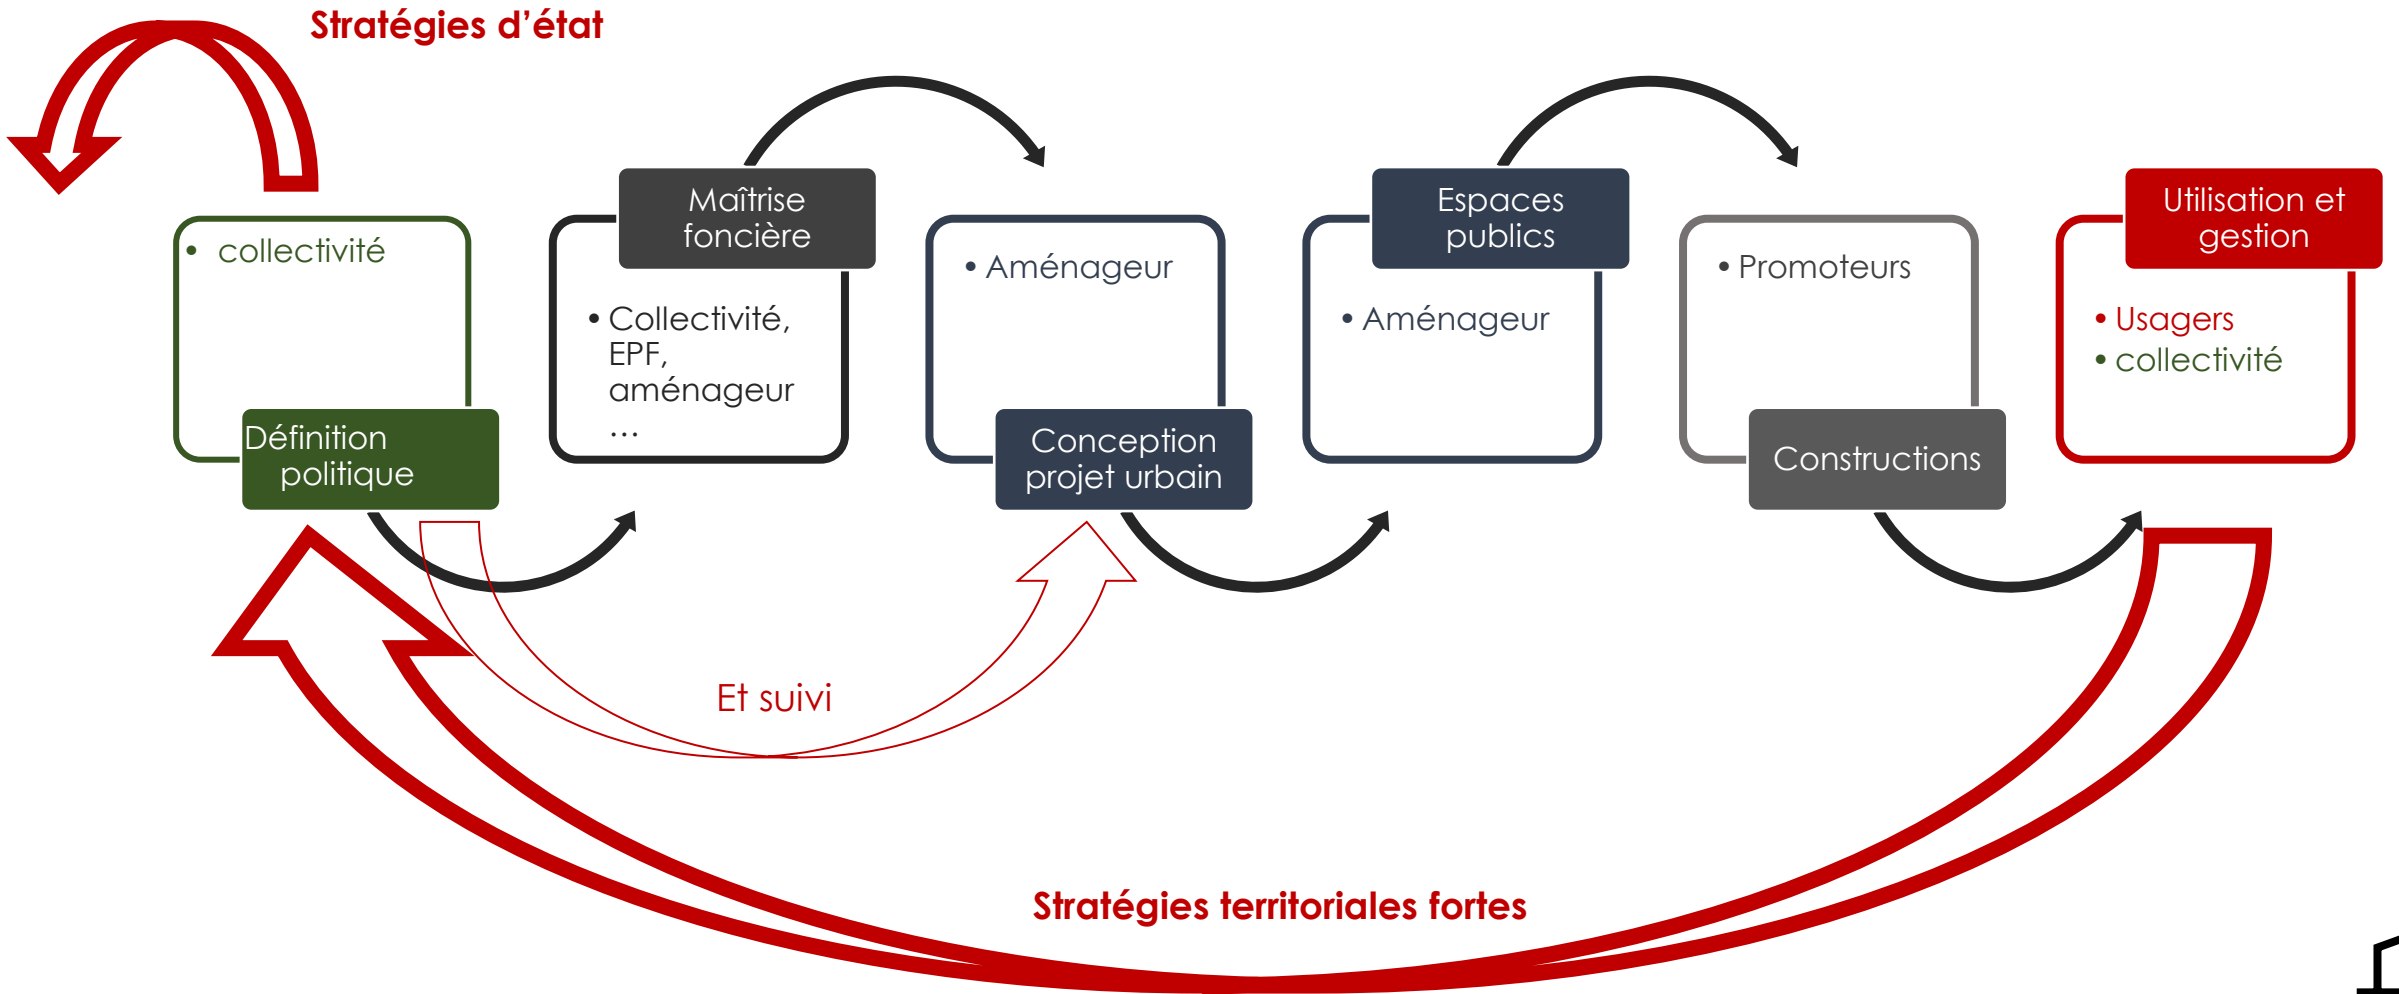 Stratégies d’état
• collectivité
Définition
politique
Maîtrise
foncière
• Collectivité,
EPF,
aménageur
…
• Aménageur
Conception
projet urbain
Espaces
publics
• Aménageur
• Promoteurs
Constructions
Utilisation et
gestion
• Usagers
• collectivité
Et suivi
Stratégies territoriales fortes